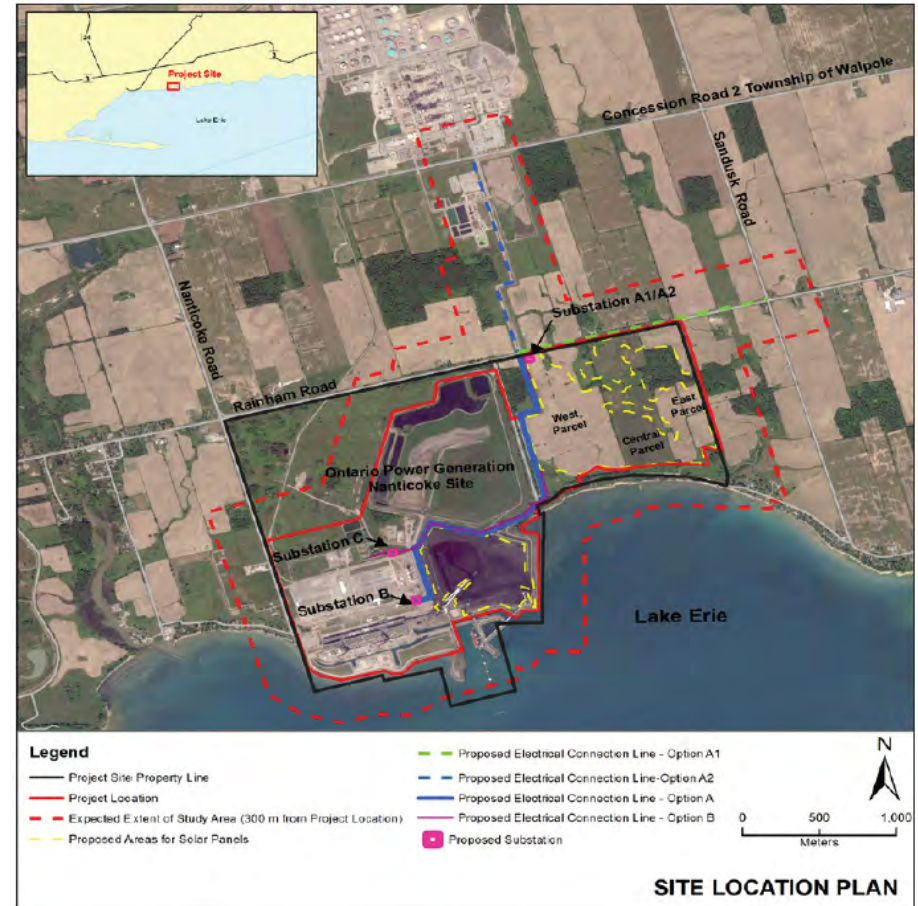 24
3
3
Project Site
Lake Erie
Concession Road 2 Township of Walpole
Sandusk Road
Nanticoke Road
Substation A1/A2
Rainham Road
West
Parcel
East
Parcel
Central
Parcel
Ontario Power Generation
Nanticoke Site
Substation C
Substation B
Lake Erie
Legend
Project Site Property Line
Project Location
Expected Extent of Study Area (300 m from Project Location)
Proposed Areas for Solar Panels
Proposed Electrical Connection Line - Option A1
Proposed Electrical Connection Line-Option A2
Proposed Electrical Connection Line - Option A
Proposed Electrical Connection Line - Option B
Proposed Substation
N
0 500 1,000
Meters
SITE LOCATION PLAN